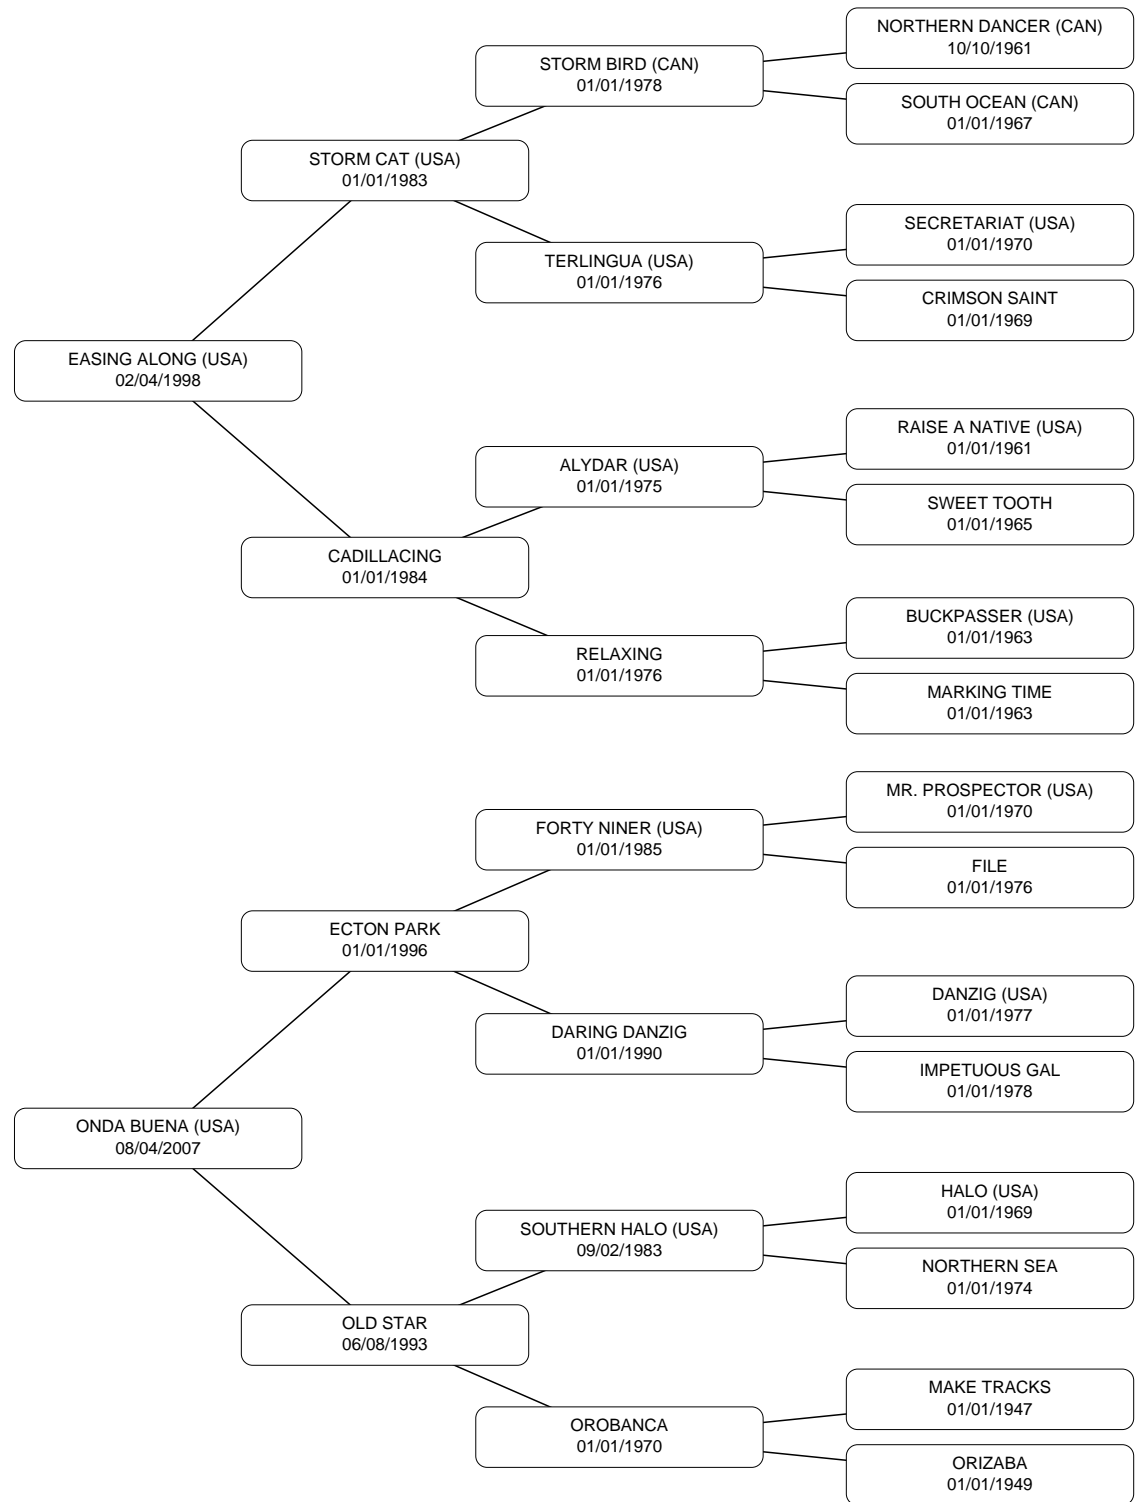 NORTHERN DANCER (CAN)
10/10/1961
STORM BIRD (CAN)
01/01/1978
SOUTH OCEAN (CAN)
01/01/1967
STORM CAT (USA)
01/01/1983
SECRETARIAT (USA)
01/01/1970
TERLINGUA (USA)
01/01/1976
CRIMSON SAINT
01/01/1969
EASING ALONG (USA)
02/04/1998
RAISE A NATIVE (USA)
01/01/1961
ALYDAR (USA)
01/01/1975
SWEET TOOTH
01/01/1965
CADILLACING
01/01/1984
BUCKPASSER (USA)
01/01/1963
RELAXING
01/01/1976
MARKING TIME
01/01/1963
MR. PROSPECTOR (USA)
01/01/1970
FORTY NINER (USA)
01/01/1985
FILE
01/01/1976
ECTON PARK
01/01/1996
DANZIG (USA)
01/01/1977
DARING DANZIG
01/01/1990
IMPETUOUS GAL
01/01/1978
ONDA BUENA (USA)
08/04/2007
HALO (USA)
01/01/1969
SOUTHERN HALO (USA)
09/02/1983
NORTHERN SEA
01/01/1974
OLD STAR
06/08/1993
MAKE TRACKS
01/01/1947
OROBANCA
01/01/1970
ORIZABA
01/01/1949